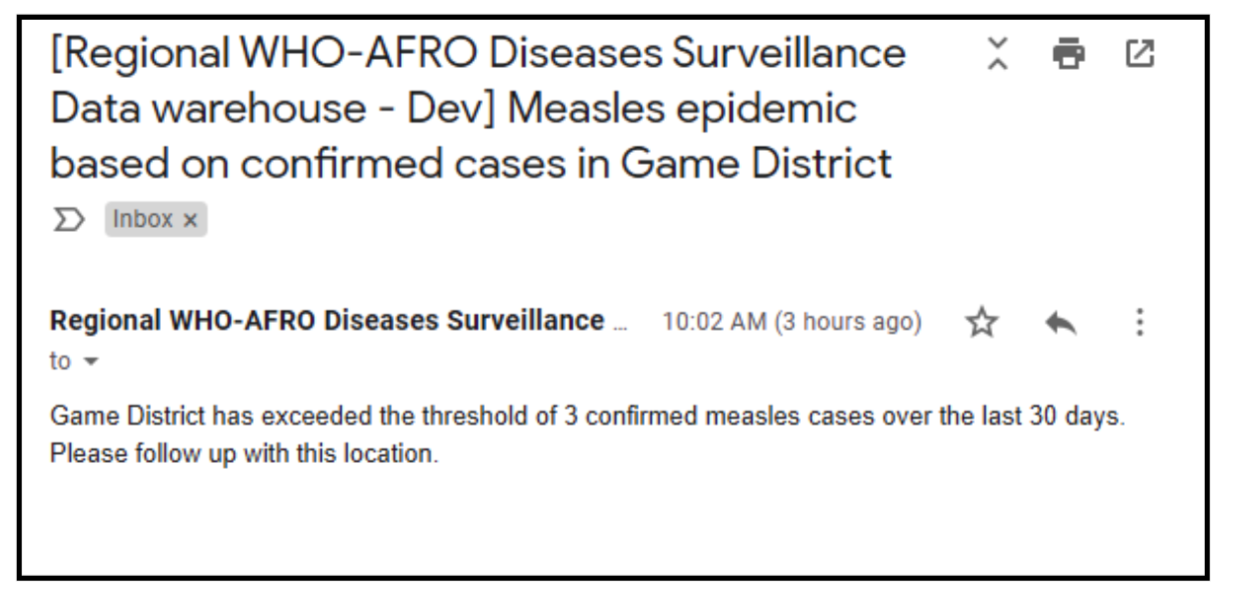 [Regional WHO-AFRO Diseases Surveillance
Data warehouse - Dev] Measles epidemic
based on confirmed cases in Game District
Inbox ×
Regional WHO-AFRO Diseases Surveillance ... 10:02 AM (3 hours ago)
to
Game District has exceeded the threshold of 3 confirmed measles cases over the last 30 days.
Please follow up with this location.